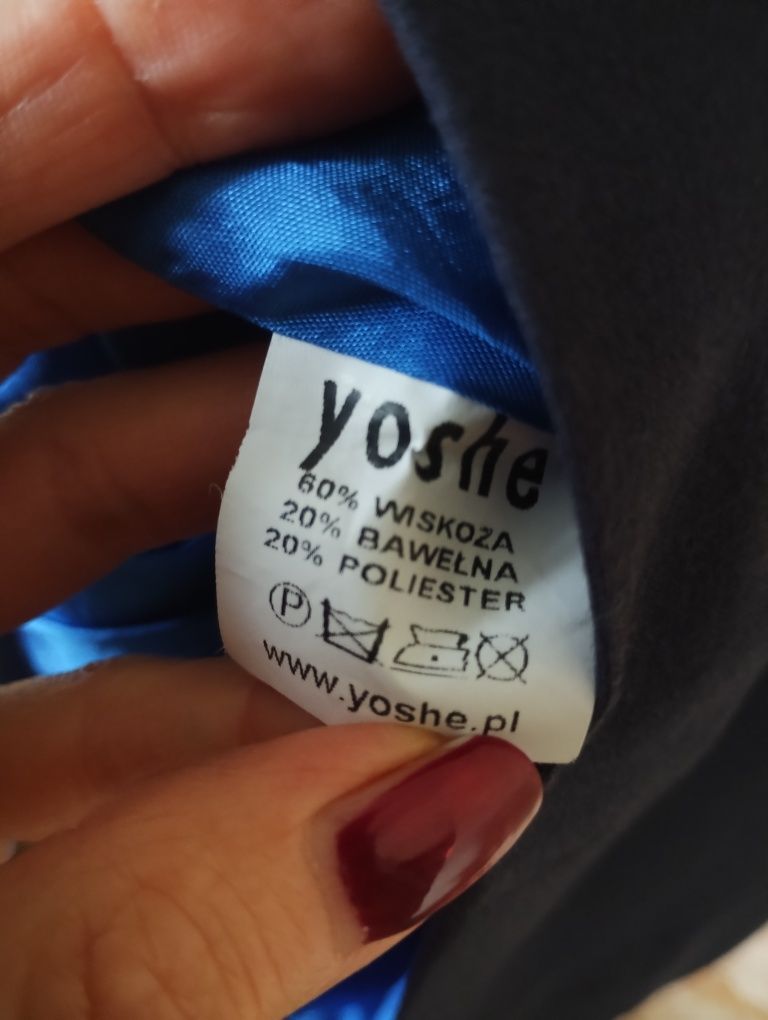 yoshe
60% WISKOZA
20% BAWEŁNA
20% POLIESTER
P
www.yoshe.pl